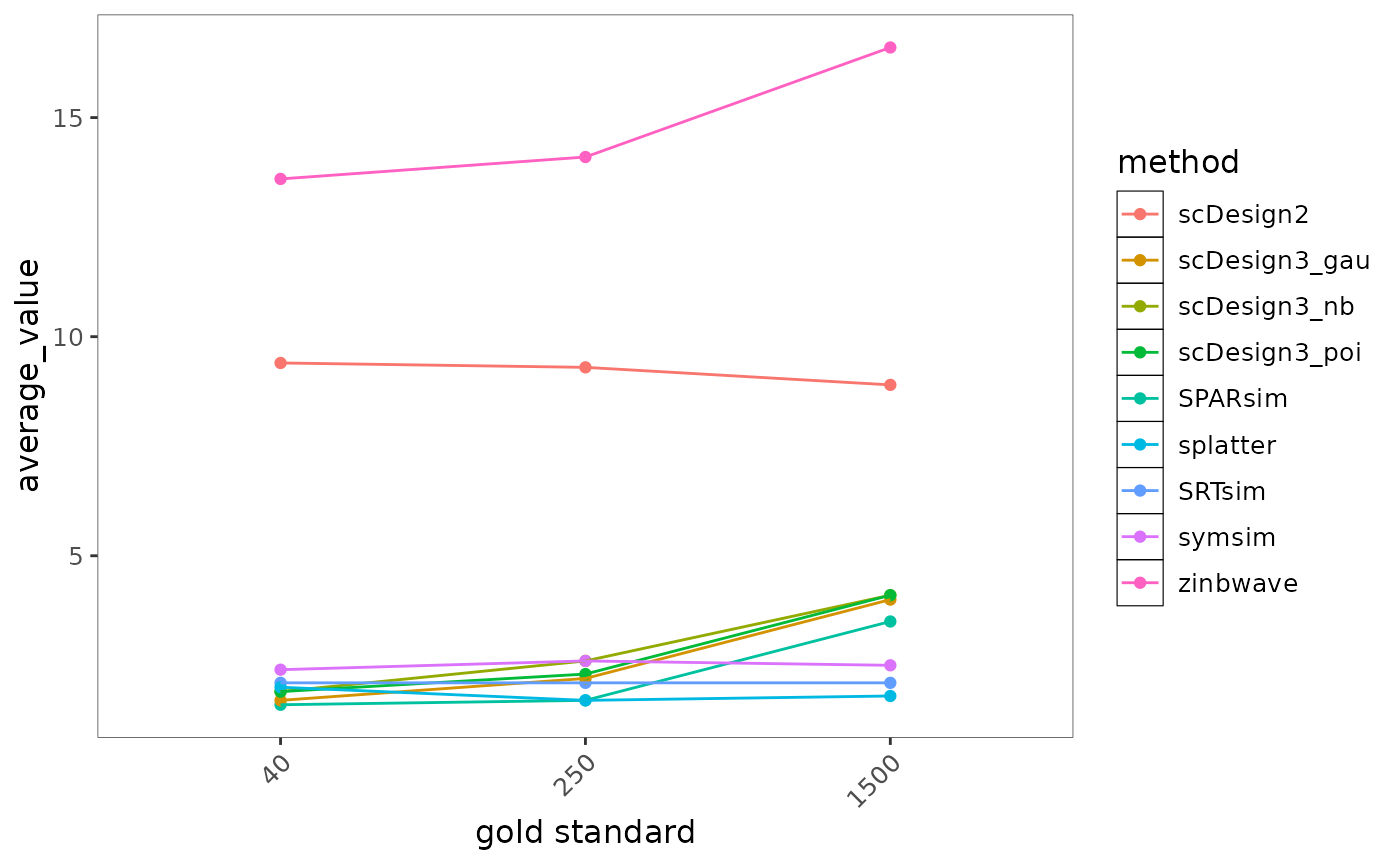 average_value
15
10
5
40
250
1500
gold standard
method
scDesign2
scDesign3_gau
scDesign3_nb
scDesign3_poi
SPARsim
splatter
SRTsim
symsim
zinbwave